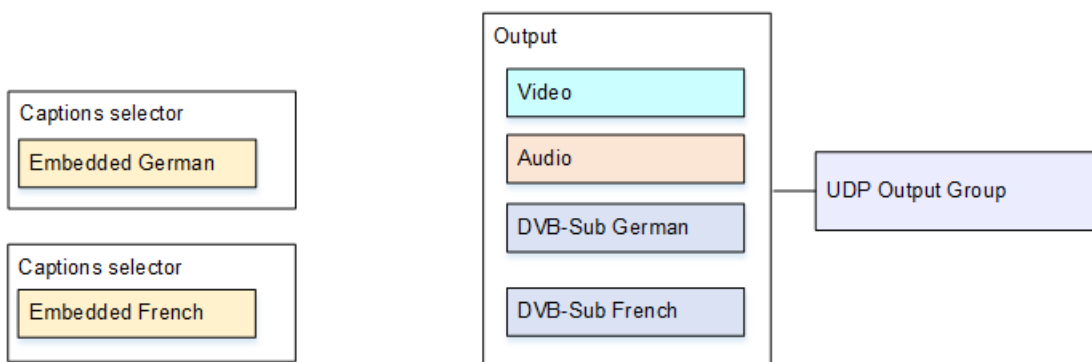 Captions selector
Embedded German
Captions selector
Embedded French
Output
Video
Audio
DVB-Sub German
DVB-Sub French
UDP Output Group